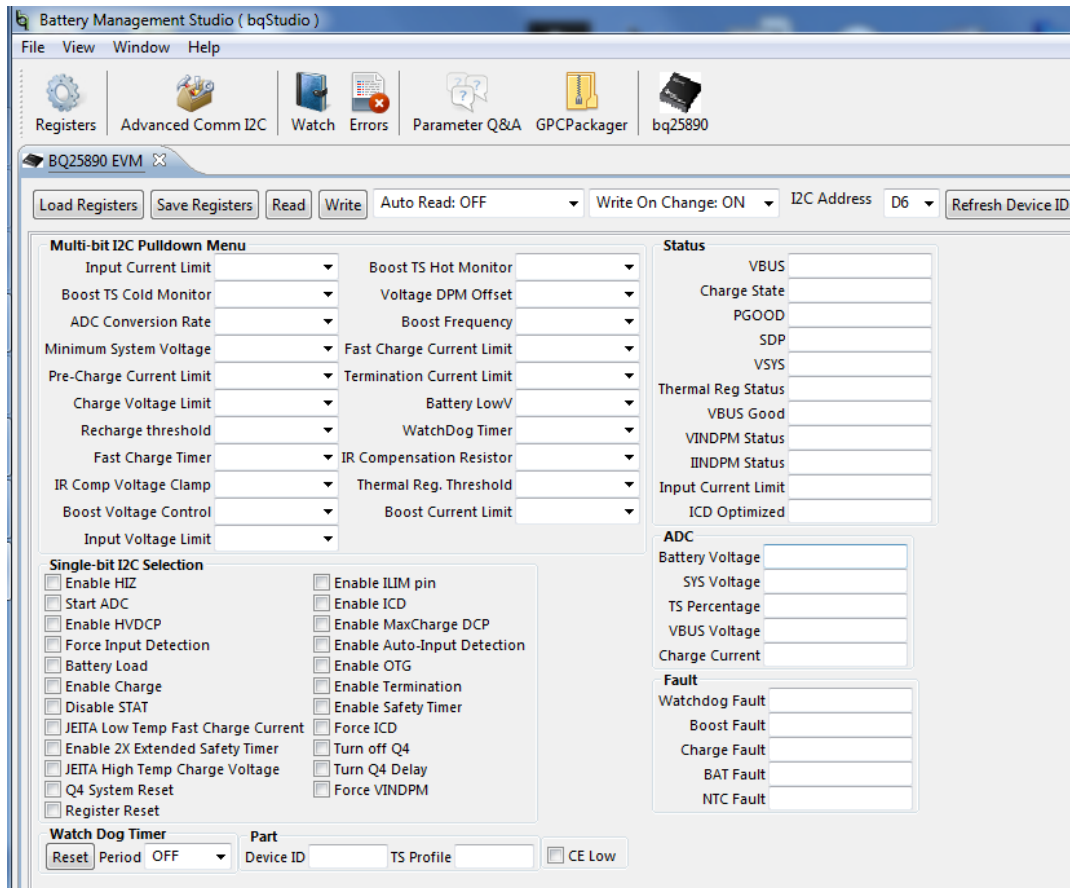 Battery Management Studio ( bqStudio )
File View Window Help
Registers Advanced Comm I2C Watch Errors Parameter Q&A GPCPackager bq25890
BQ25890 EVM
Load Registers Save Registers Read Write Auto Read: OFF Write On Change: ON I2C Address D6 Refresh Device ID
Multi-bit I2C Pulldown Menu
Input Current Limit Boost TS Hot Monitor
Boost TS Cold Monitor Voltage DPM Offset
ADC Conversion Rate Boost Frequency
Minimum System Voltage Fast Charge Current Limit
Pre-Charge Current Limit Termination Current Limit
Charge Voltage Limit Battery LowV
Recharge threshold WatchDog Timer
Fast Charge Timer IR Compensation Resistor
IR Comp Voltage Clamp Thermal Reg. Threshold
Boost Voltage Control Boost Current Limit
Input Voltage Limit
Single-bit I2C Selection
Enable HIZ Enable ILIM pin
Start ADC Enable ICD
Enable HVDCP Enable MaxCharge DCP
Force Input Detection Enable Auto-Input Detection
Battery Load Enable OTG
Enable Charge Enable Termination
Disable STAT Enable Safety Timer
JEITA Low Temp Fast Charge Current Force ICD
Enable 2X Extended Safety Timer Turn off Q4
JEITA High Temp Charge Voltage Turn Q4 Delay
Q4 System Reset Force VINDPM
Register Reset
Status
VBUS
Charge State
PGOOD
SDP
VSYS
Thermal Reg Status
VBUS Good
VINDPM Status
IINDPM Status
Input Current Limit
ICD Optimized
ADC
Battery Voltage
SYS Voltage
TS Percentage
VBUS Voltage
Charge Current
Fault
Watchdog Fault
Boost Fault
Charge Fault
BAT Fault
NTC Fault
Watch Dog Timer Part
Reset Period OFF Device ID TS Profile CE Low